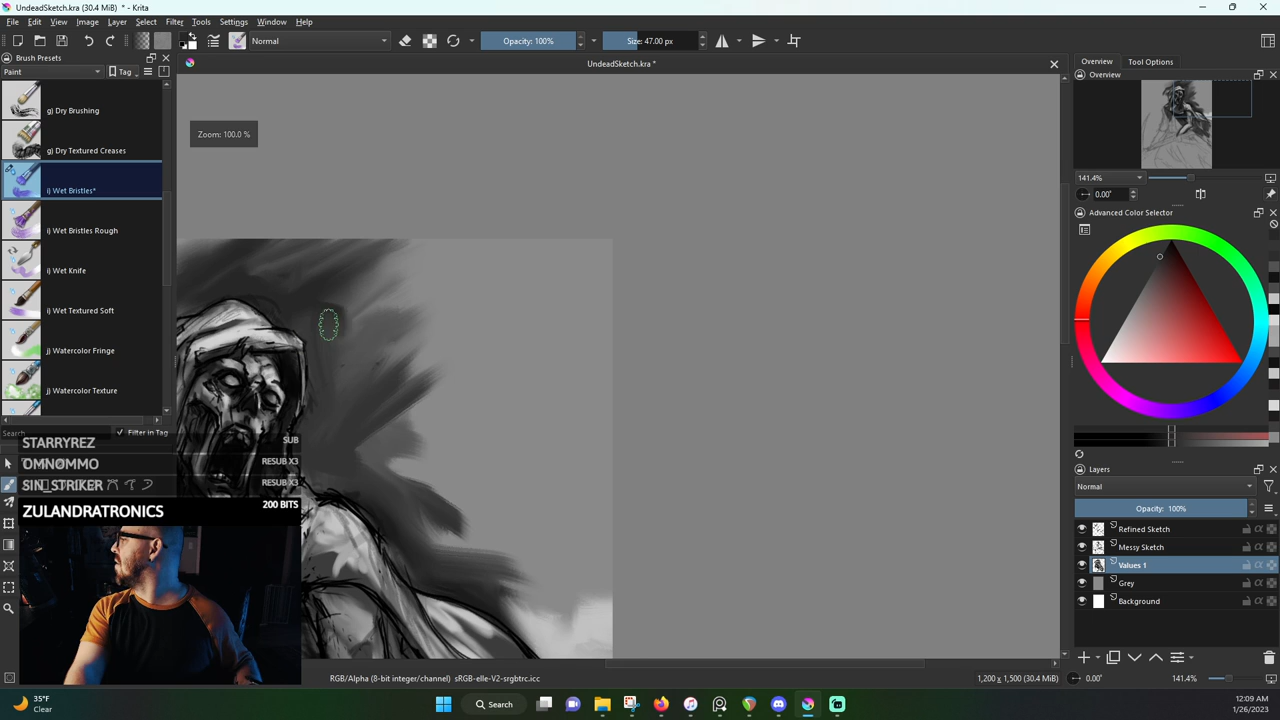 UndeadSketch.kra (30.4 MiB) * - Krita
File Edit View Image Layer Select Filter Tools Settings Window Help
Normal
Opacity: 100%
Size: 47.00 px
Brush Presets
Paint
Tag
UndeadSketch.kra *
Zoom: 100.0 %
g) Dry Brushing
g) Dry Textured Creases
i) Wet Bristles*
i) Wet Bristles Rough
i) Wet Knife
i) Wet Textured Soft
j) Watercolor Fringe
j) Watercolor Texture
Search
Filter in Tag
STARRYREZ SUB
OMNØMMO RESUB X3
SIN_STRIKER RESUB X3
ZULANDRATRONICS 200 BITS
Overview Tool Options
Overview
141.4%
0.00°
Advanced Color Selector
Layers
Normal
Opacity: 100%
Refined Sketch
Messy Sketch
Values 1
Grey
Background
RGB/Alpha (8-bit integer/channel) sRGB-elle-V2-srgbtrc.icc
1,200 x 1,500 (30.4 MiB)
0.00°
141.4%
35°F
Clear
Search
12:09 AM
1/26/2023